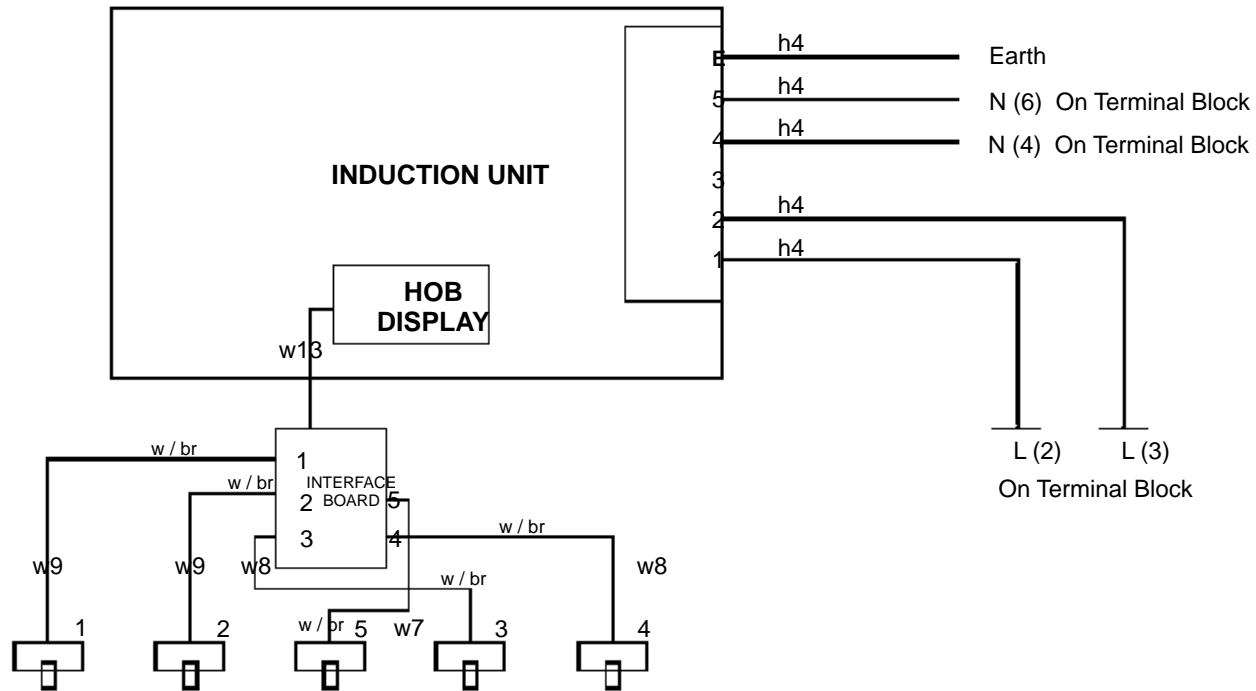 h4
E
Earth
h4
5
N (6) On Terminal Block
h4
4
N (4) On Terminal Block
INDUCTION UNIT
3
h4
2
h4
1
HOB
DISPLAY
w13
L (2)
L (3)
On Terminal Block
w / br
1
w / br
INTERFACE
BOARD
2
5
3
4
w / br
w9
w9
w8
w / br
w8
1
2
w / br
5
w7
3
4